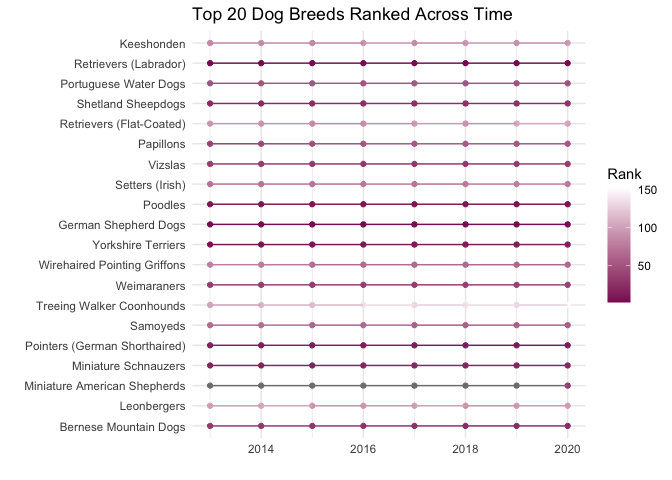 Top 20 Dog Breeds Ranked Across Time
Keeshonden
Retrievers (Labrador)
Portuguese Water Dogs
Shetland Sheepdogs
Retrievers (Flat-Coated)
Papillons
Vizslas
Setters (Irish)
Poodles
German Shepherd Dogs
Yorkshire Terriers
Wirehaired Pointing Griffons
Weimaraners
Treeing Walker Coonhounds
Samoyeds
Pointers (German Shorthaired)
Miniature Schnauzers
Miniature American Shepherds
Leonbergers
Bernese Mountain Dogs
2014 2016 2018 2020
Rank
150
100
50